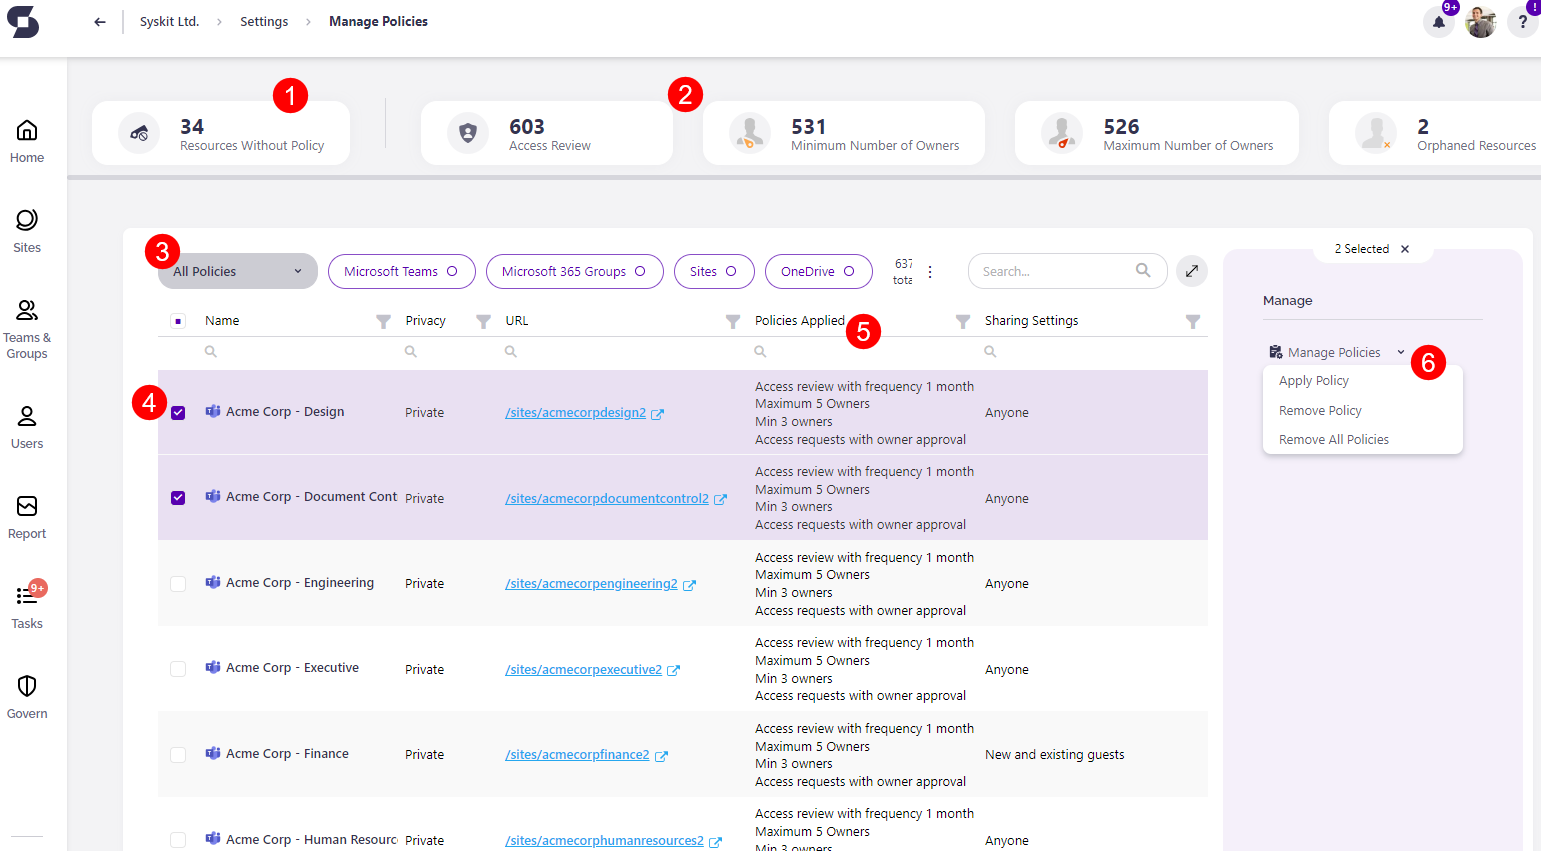 Syskit Ltd. > Settings > Manage Policies
9+
!
?
1
2
34
Resources Without Policy
603
Access Review
531
Minimum Number of Owners
526
Maximum Number of Owners
2
Orphaned Resources
Home
Sites
Teams &
Groups
Users
Report
9+
Tasks
Govern
3
All Policies
Microsoft Teams
Microsoft 365 Groups
Sites
OneDrive
637
tota
Search...
2 Selected
Manage
Manage Policies
6
Apply Policy
Remove Policy
Remove All Policies
Name
Privacy
URL
Policies Applied
5
Sharing Settings
4
Acme Corp - Design
Private
/sites/acmecorpdesign2
Access review with frequency 1 month
Maximum 5 Owners
Min 3 owners
Access requests with owner approval
Anyone
Acme Corp - Document Cont
Private
/sites/acmecorpdocumentcontrol2
Access review with frequency 1 month
Maximum 5 Owners
Min 3 owners
Access requests with owner approval
Anyone
Acme Corp - Engineering
Private
/sites/acmecorpengineering2
Access review with frequency 1 month
Maximum 5 Owners
Min 3 owners
Access requests with owner approval
Anyone
Acme Corp - Executive
Private
/sites/acmecorpexecutive2
Access review with frequency 1 month
Maximum 5 Owners
Min 3 owners
Access requests with owner approval
Anyone
Acme Corp - Finance
Private
/sites/acmecorpfinance2
Access review with frequency 1 month
Maximum 5 Owners
Min 3 owners
Access requests with owner approval
New and existing guests
Acme Corp - Human Resourc
Private
/sites/acmecorphumanresources2
Access review with frequency 1 month
Maximum 5 Owners
Min 3 owners
Anyone